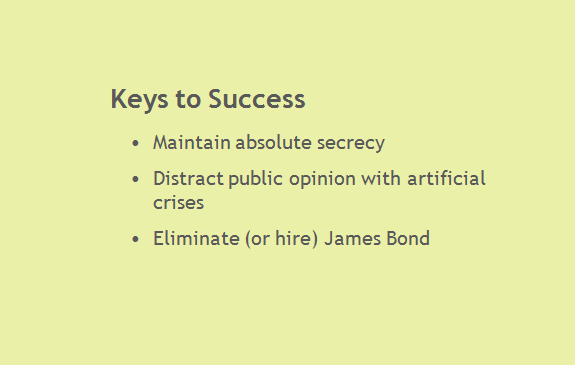 Keys to Success
• Maintain absolute secrecy
• Distract public opinion with artificial
crises
• Eliminate (or hire) James Bond